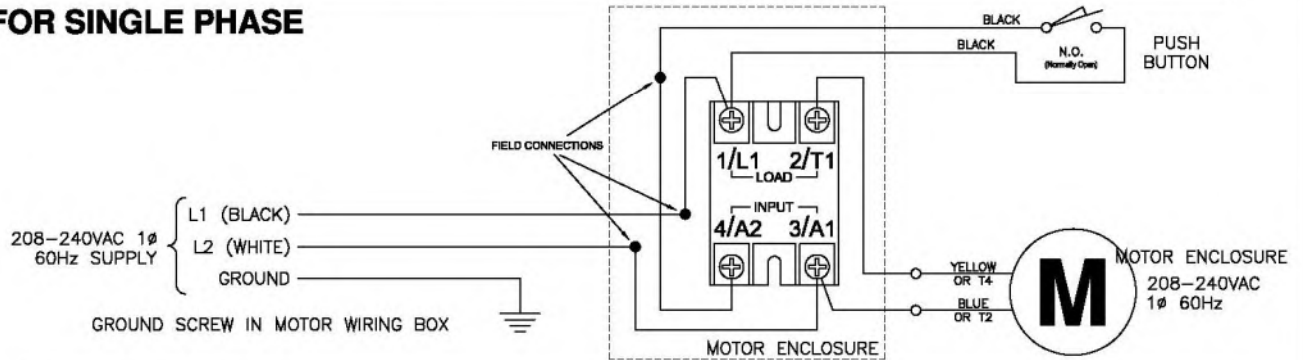 FOR SINGLE PHASE
BLACK
BLACK
N.O.
(Normally Open)
PUSH
BUTTON
FIELD CONNECTIONS
1/L1 2/T1
LOAD
INPUT
4/A2 3/A1
208-240VAC 1ø
60Hz SUPPLY
L1 (BLACK)
L2 (WHITE)
GROUND
GROUND SCREW IN MOTOR WIRING BOX
YELLOW
OR T4
BLUE
OR T2
M
MOTOR ENCLOSURE
208-240VAC
1ø 60Hz
MOTOR ENCLOSURE